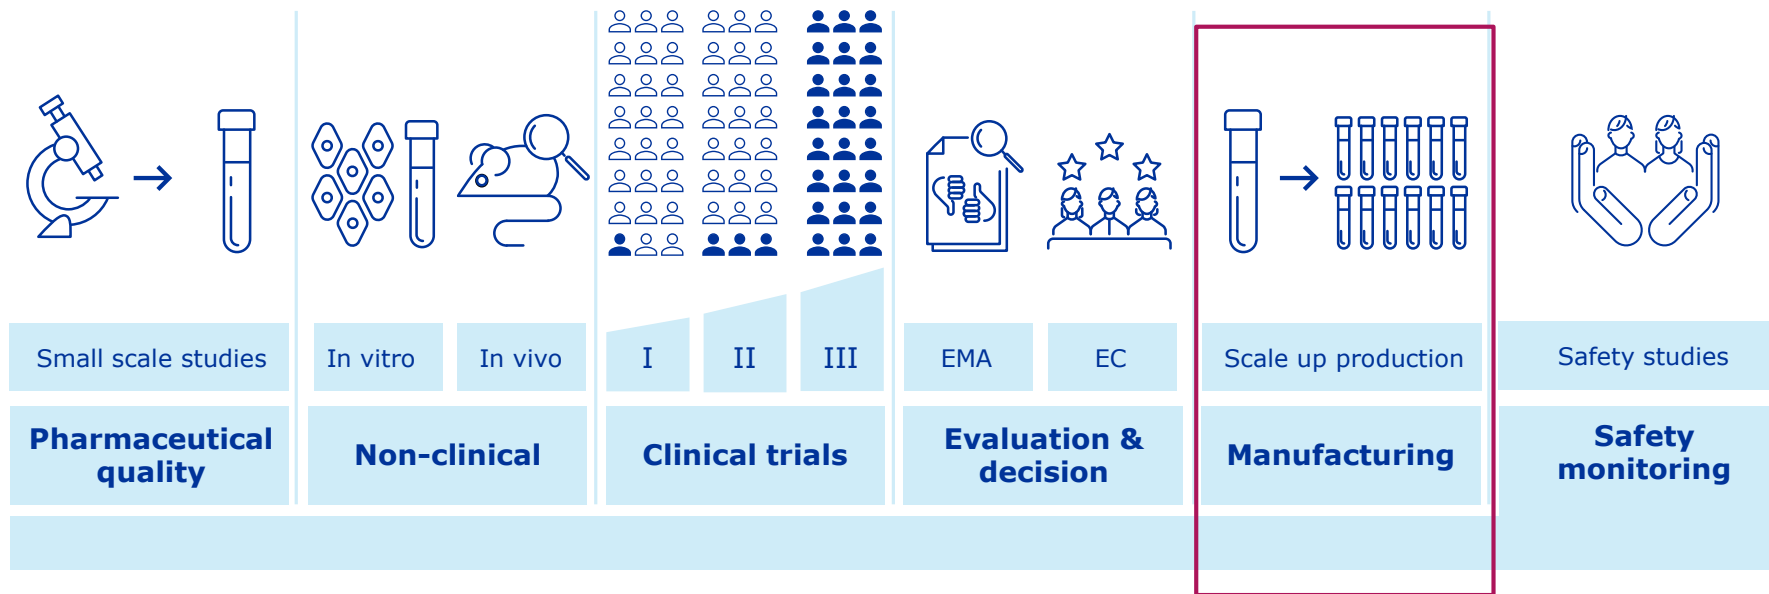 Small scale studies
In vitro
In vivo
I
II
III
EMA
EC
Scale up production
Safety studies
Pharmaceutical
quality
Non-clinical
Clinical trials
Evaluation &
decision
Manufacturing
Safety
monitoring